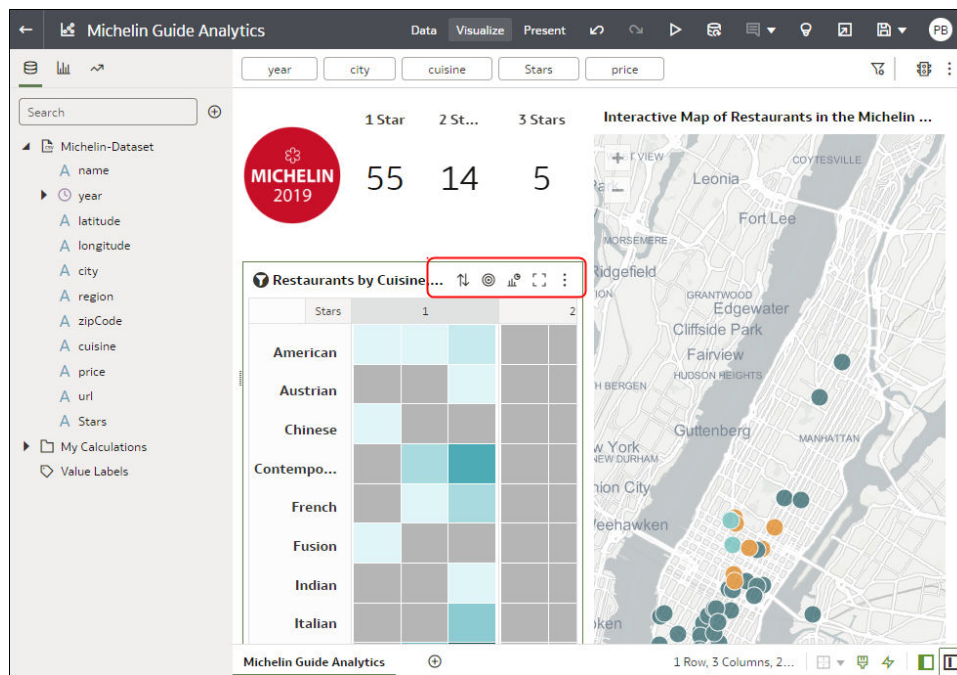 Michelin Guide Analytics
Data Visualize Present
PB
year city cuisine Stars price
Search
Michelin-Dataset
name
year
latitude
longitude
city
region
zipCode
cuisine
price
url
Stars
My Calculations
Value Labels
1 Star 2 St... 3 Stars
MICHELIN
2019
55 14 5
Restaurants by Cuisine,...
Stars 1 2
American
Austrian
Chinese
Contempo...
French
Fusion
Indian
Italian
Interactive Map of Restaurants in the Michelin ...
COYTESVILLE
Leonia
Fort Lee
MORSEMERE
Ridgefield
GRANTWOOD
Edgewater
Cliffside Park
Fairview
HUDSON HEIGHTS
H BERGEN
Guttenberg
MANHATTAN
w York
NEW DURHAM
nion City
Veehawken
oken
Michelin Guide Analytics
1 Row, 3 Columns, 2...